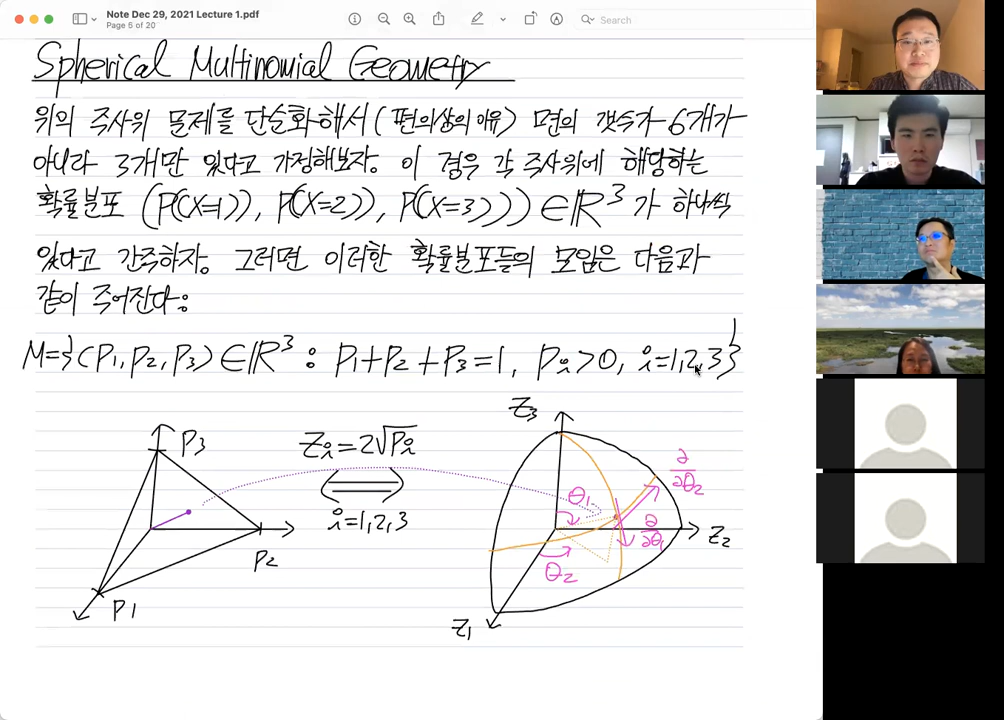 Note Dec 29, 2021 Lecture 1.pdf
Page 5 of 20
Search
Spherical Multinomial Geometry
위의 주사위 문제를 단순화해서 (편의상의 이유) 면의 갯수가 6개가
아니라 3개만 있다고 가정해보자. 이 경우 각 주사위에 해당하는
확률분포 (P(X=1)), P(X=2)), P(X=3))) ∈ ℝ³ 가 하나씩
있다고 간주하자. 그러면 이러한 확률분포들의 모임은 다음과
같이 주어진다:
M={(P1, P2, P3) ∈ ℝ³ : P1+P2+P3=1, Pi>0, i=1,2,3}
P3
Zi=2√Pi
⟺
i=1,2,3
P2
P1
Z3
∂/∂θ2
θ1
∂/∂θ1
Z2
θ2
Z1